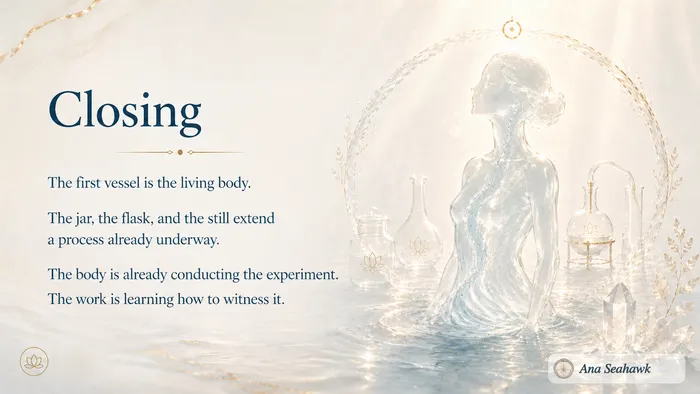 Closing
The first vessel is the living body.
The jar, the flask, and the still extend
a process already underway.
The body is already conducting the experiment.
The work is learning how to witness it.
Ana Seahawk